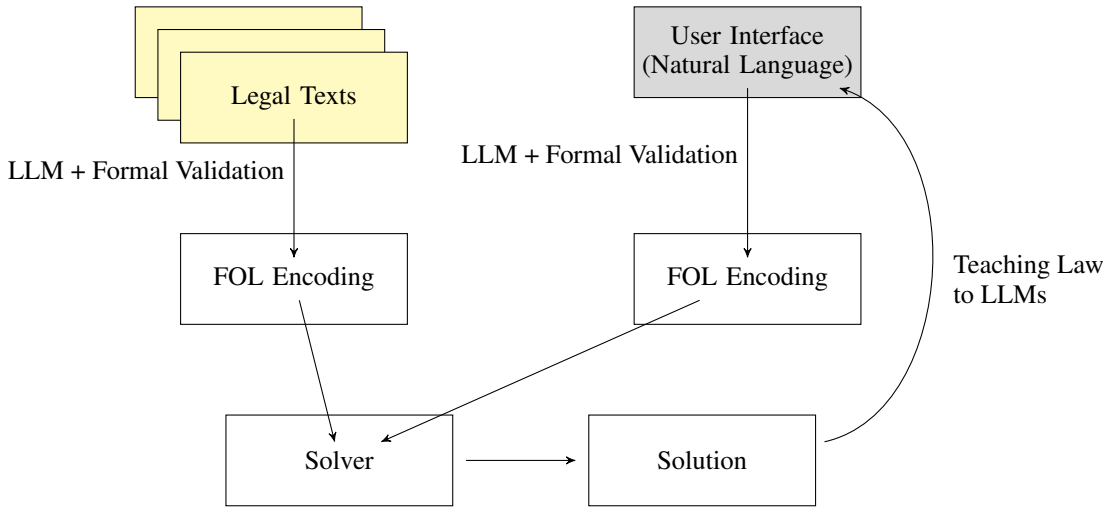 User Interface
(Natural Language)
Legal Texts
LLM + Formal Validation
LLM + Formal Validation
FOL Encoding
FOL Encoding
Teaching Law
to LLMs
Solver
Solution